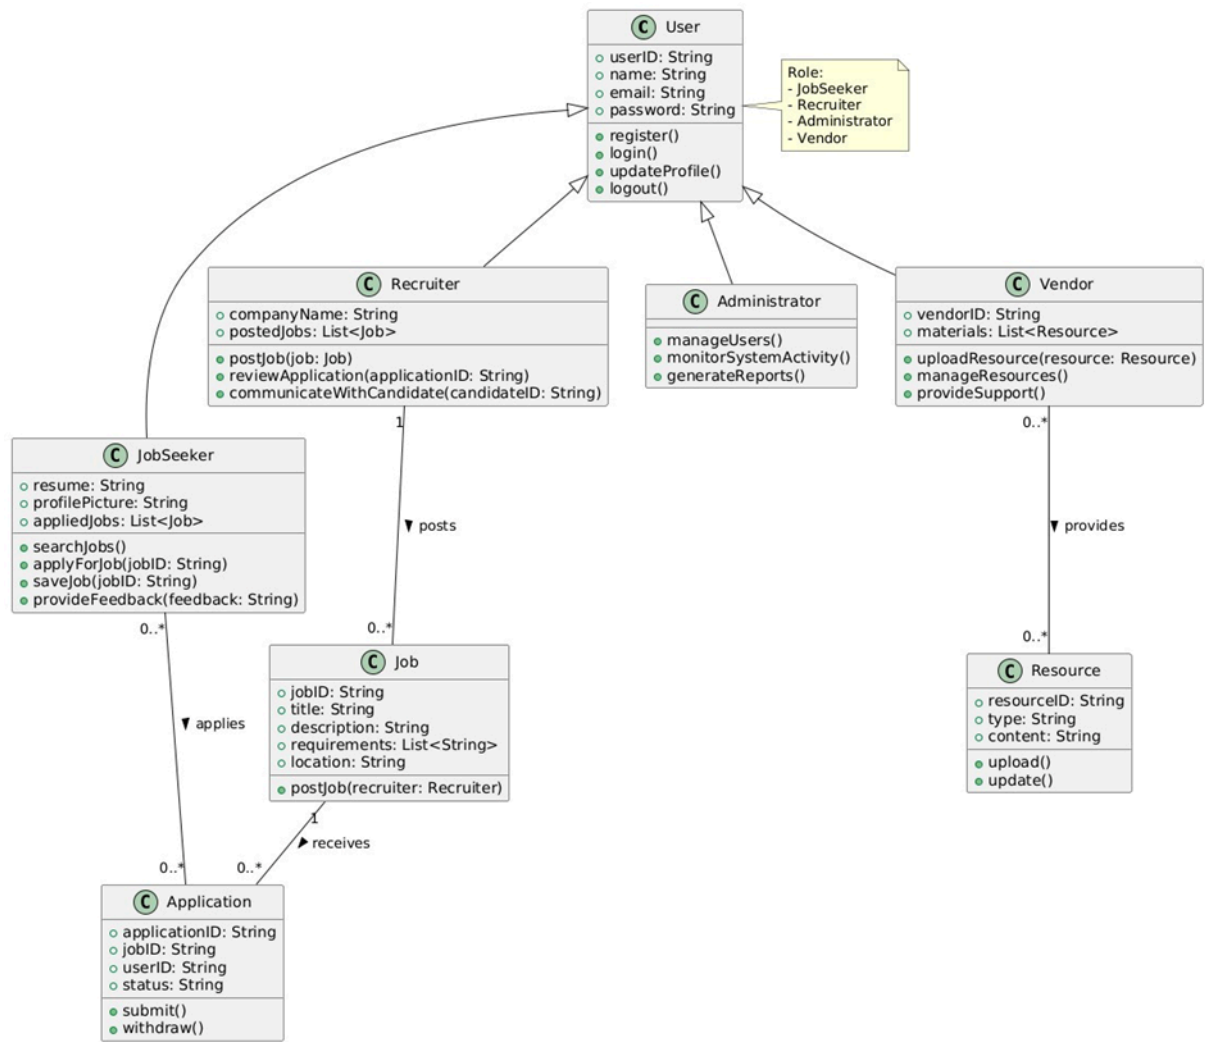 C User
userID: String
name: String
email: String
password: String
register()
login()
updateProfile()
logout()
Role:
- JobSeeker
- Recruiter
- Administrator
- Vendor
C Recruiter
companyName: String
postedJobs: List<Job>
postJob(job: Job)
reviewApplication(applicationID: String)
communicateWithCandidate(candidateID: String)
C Administrator
manageUsers()
monitorSystemActivity()
generateReports()
C Vendor
vendorID: String
materials: List<Resource>
uploadResource(resource: Resource)
manageResources()
provideSupport()
1
0..*
C JobSeeker
resume: String
profilePicture: String
appliedJobs: List<Job>
searchJobs()
applyForJob(jobID: String)
saveJob(jobID: String)
provideFeedback(feedback: String)
posts
provides
0..*
0..*
0..*
C Job
jobID: String
title: String
description: String
requirements: List<String>
location: String
postJob(recruiter: Recruiter)
C Resource
resourceID: String
type: String
content: String
upload()
update()
applies
1
receives
0..*
0..*
C Application
applicationID: String
jobID: String
userID: String
status: String
submit()
withdraw()